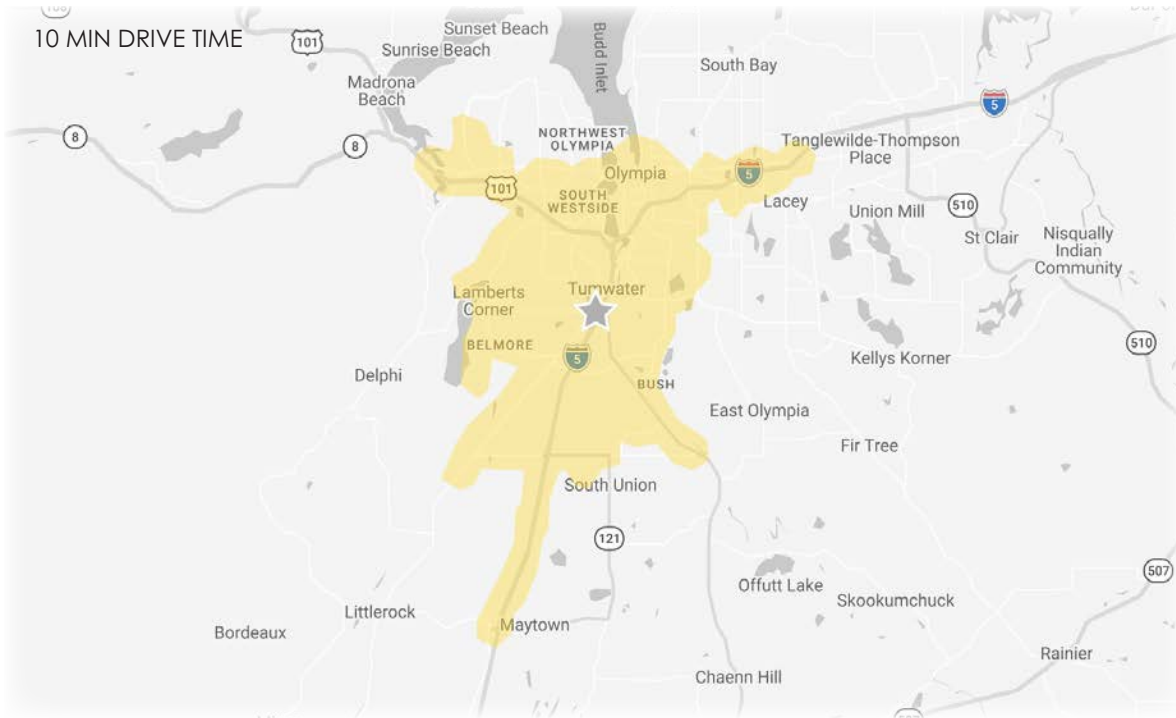 10 MIN DRIVE TIME
101
Sunset Beach
Sunrise Beach
Budd Inlet
South Bay
Madrona
Beach
5
8
8
NORTHWEST
OLYMPIA
Tanglewilde-Thompson
Place
Olympia
5
101
SOUTH
WESTSIDE
Lacey
Union Mill
510
St Clair
Nisqually
Indian
Community
Tumwater
Lamberts
Corner
BELMORE
5
510
Kellys Korner
Delphi
BUSH
East Olympia
Fir Tree
South Union
121
507
Offutt Lake
Skookumchuck
Littlerock
Maytown
Bordeaux
Rainier
Chaenn Hill